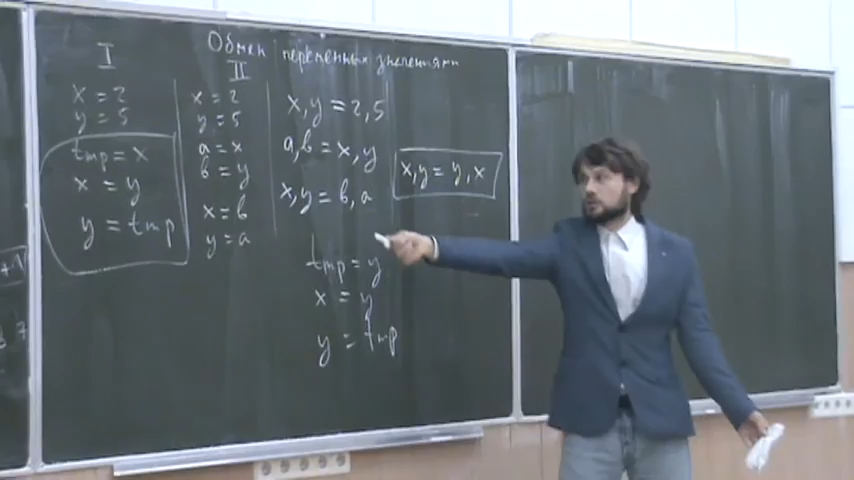 Обмен переменных значениями
I
x = 2
y = 5
tmp = x
x = y
y = tmp
II
x = 2
y = 5
a = x
b = y
x = b
y = a
x, y = 2, 5
a, b = x, y
x, y = b, a
x, y = y, x
tmp = y
x = y
y = tmp